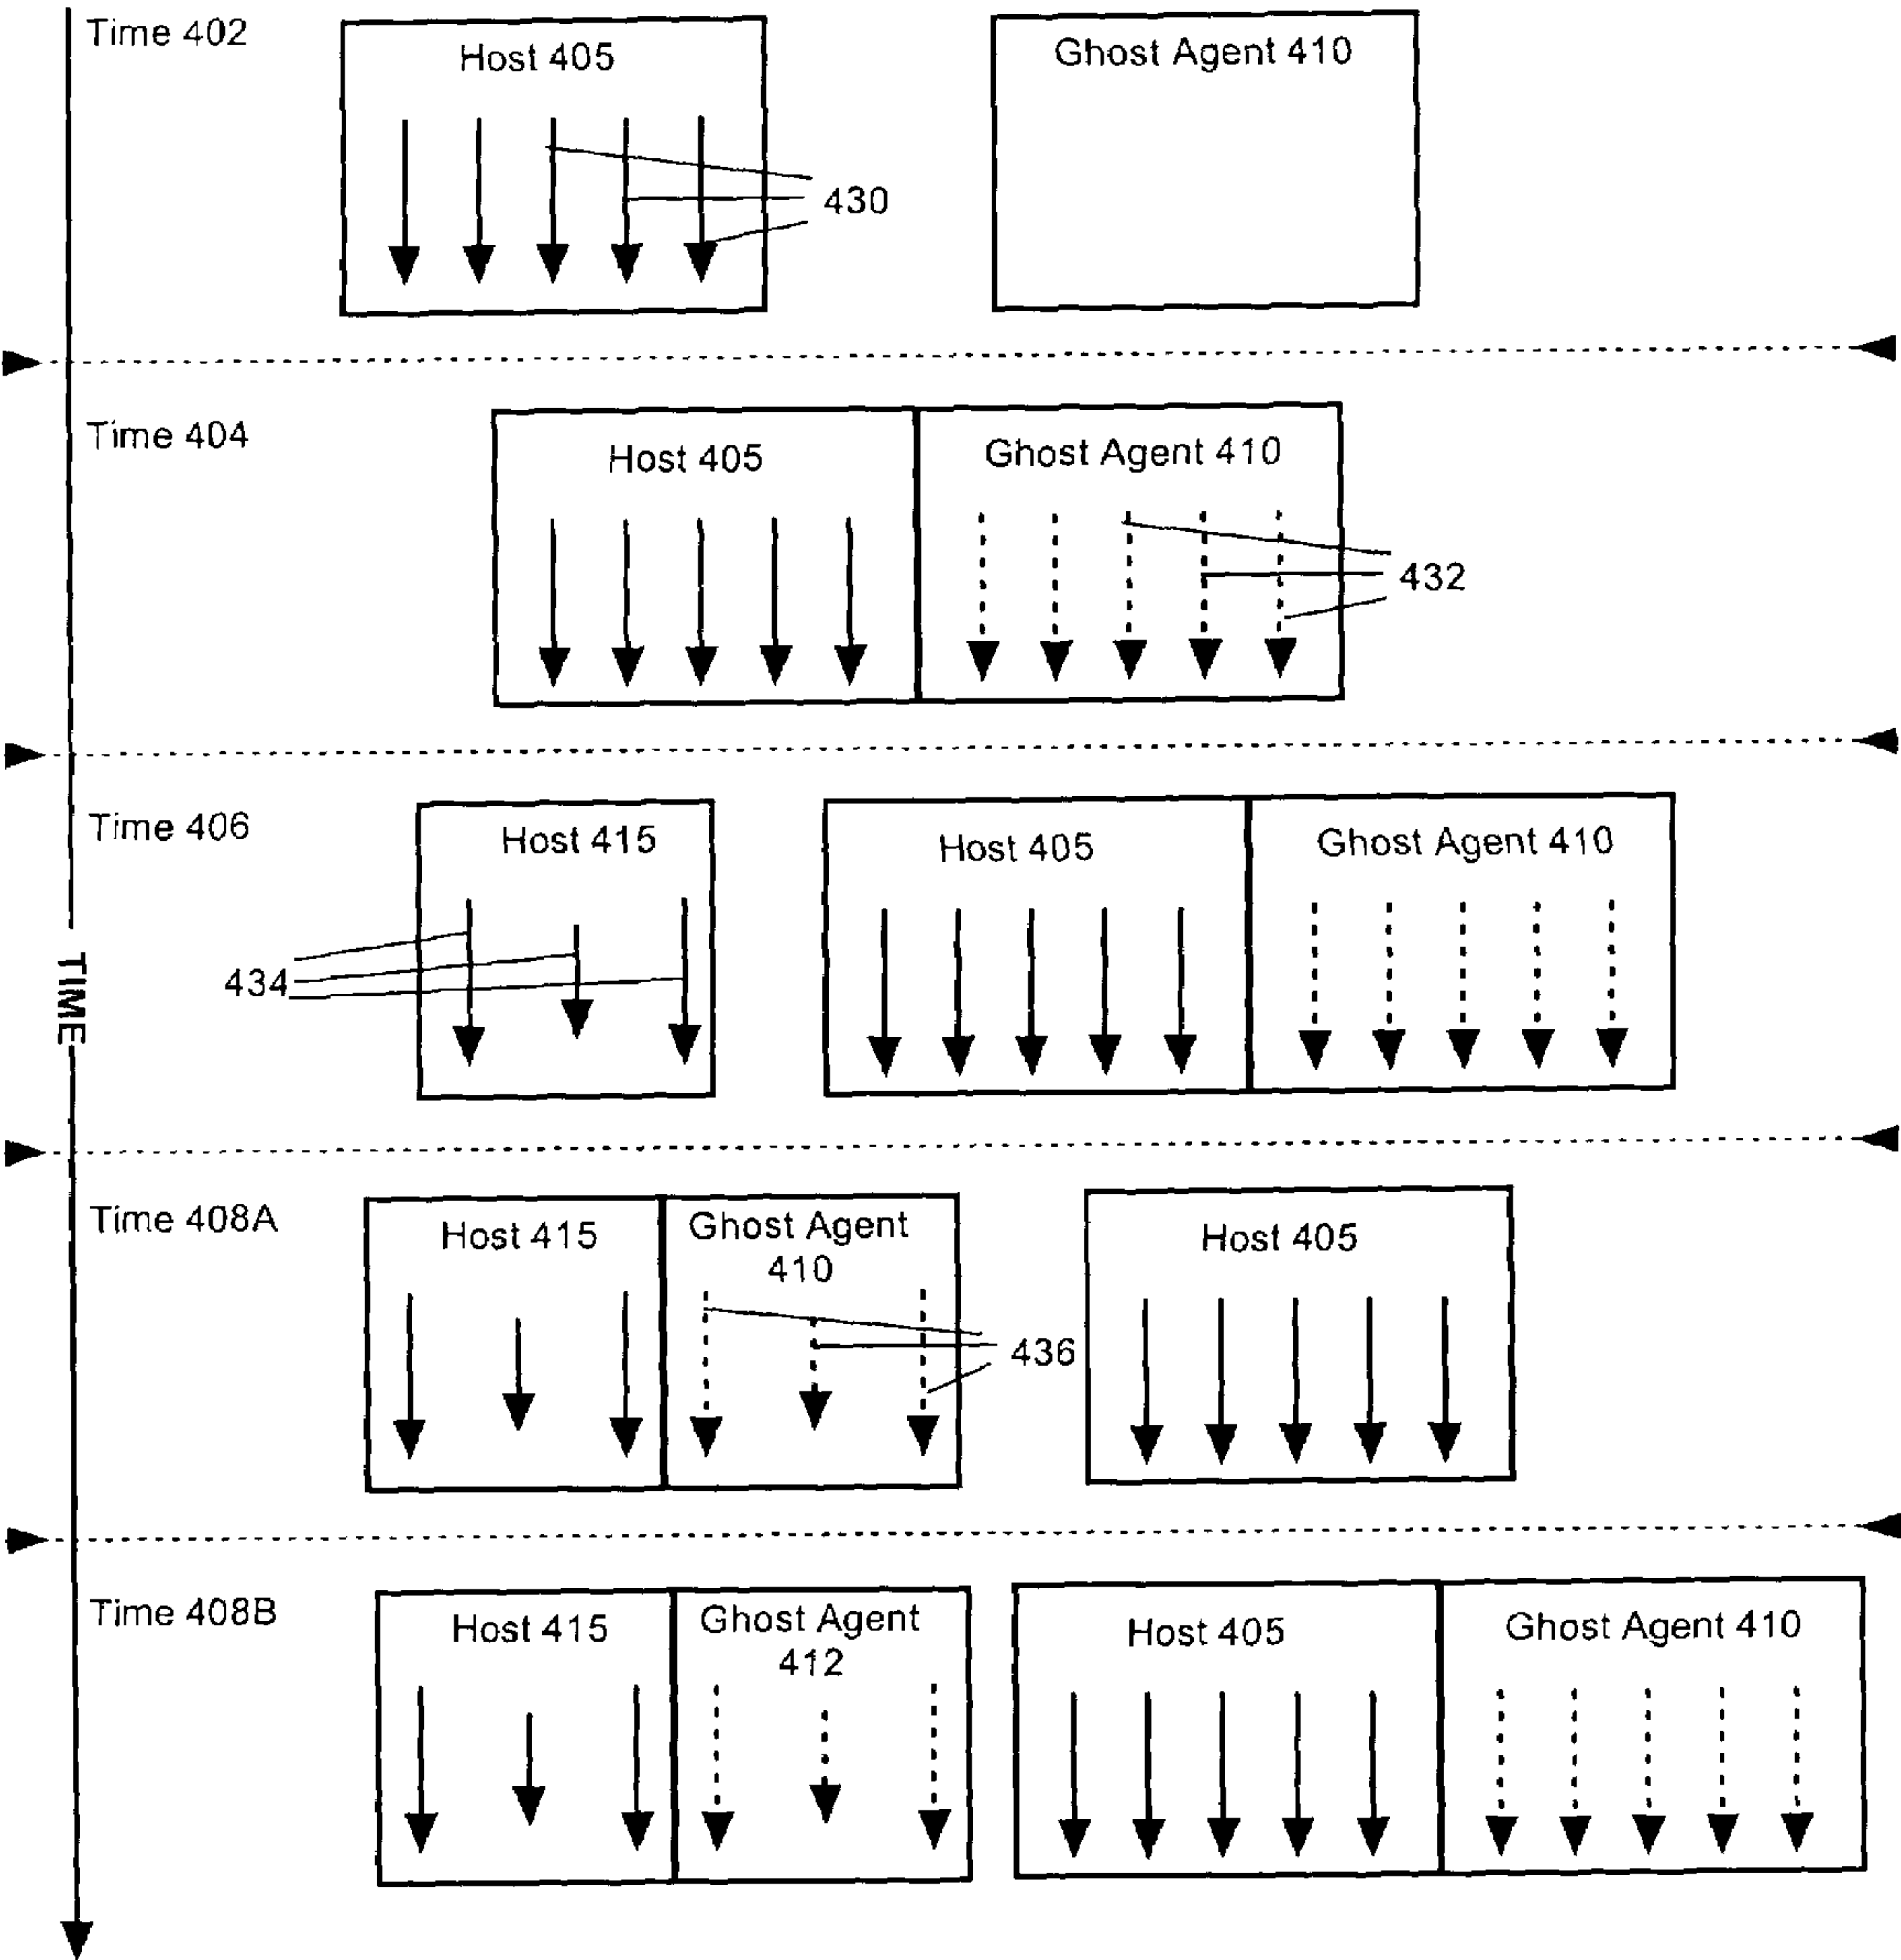 Time 402
Host 405
Ghost Agent 410
430
Time 404
Host 405
Ghost Agent 410
432
Time 406
Host 415
Host 405
Ghost Agent 410
434
TIME
Time 408A
Host 415
Ghost Agent
410
Host 405
436
Time 408B
Host 415
Ghost Agent
412
Host 405
Ghost Agent 410